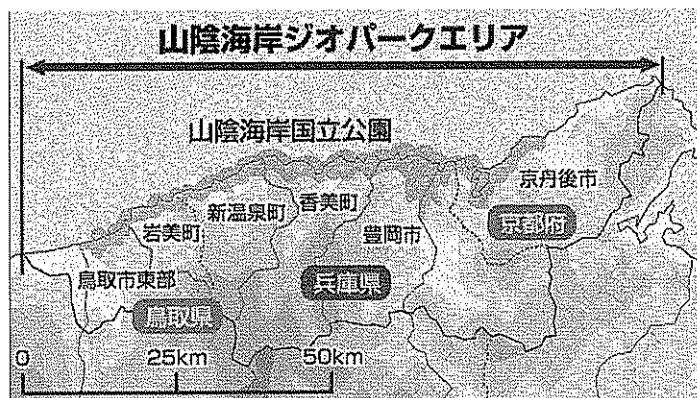 山陰海岸ジオパークエリア
山陰海岸国立公園
京丹後市
香美町
新温泉町
岩美町
豊岡市
京都府
鳥取市東部
兵庫県
鳥取県
0 25km 50km